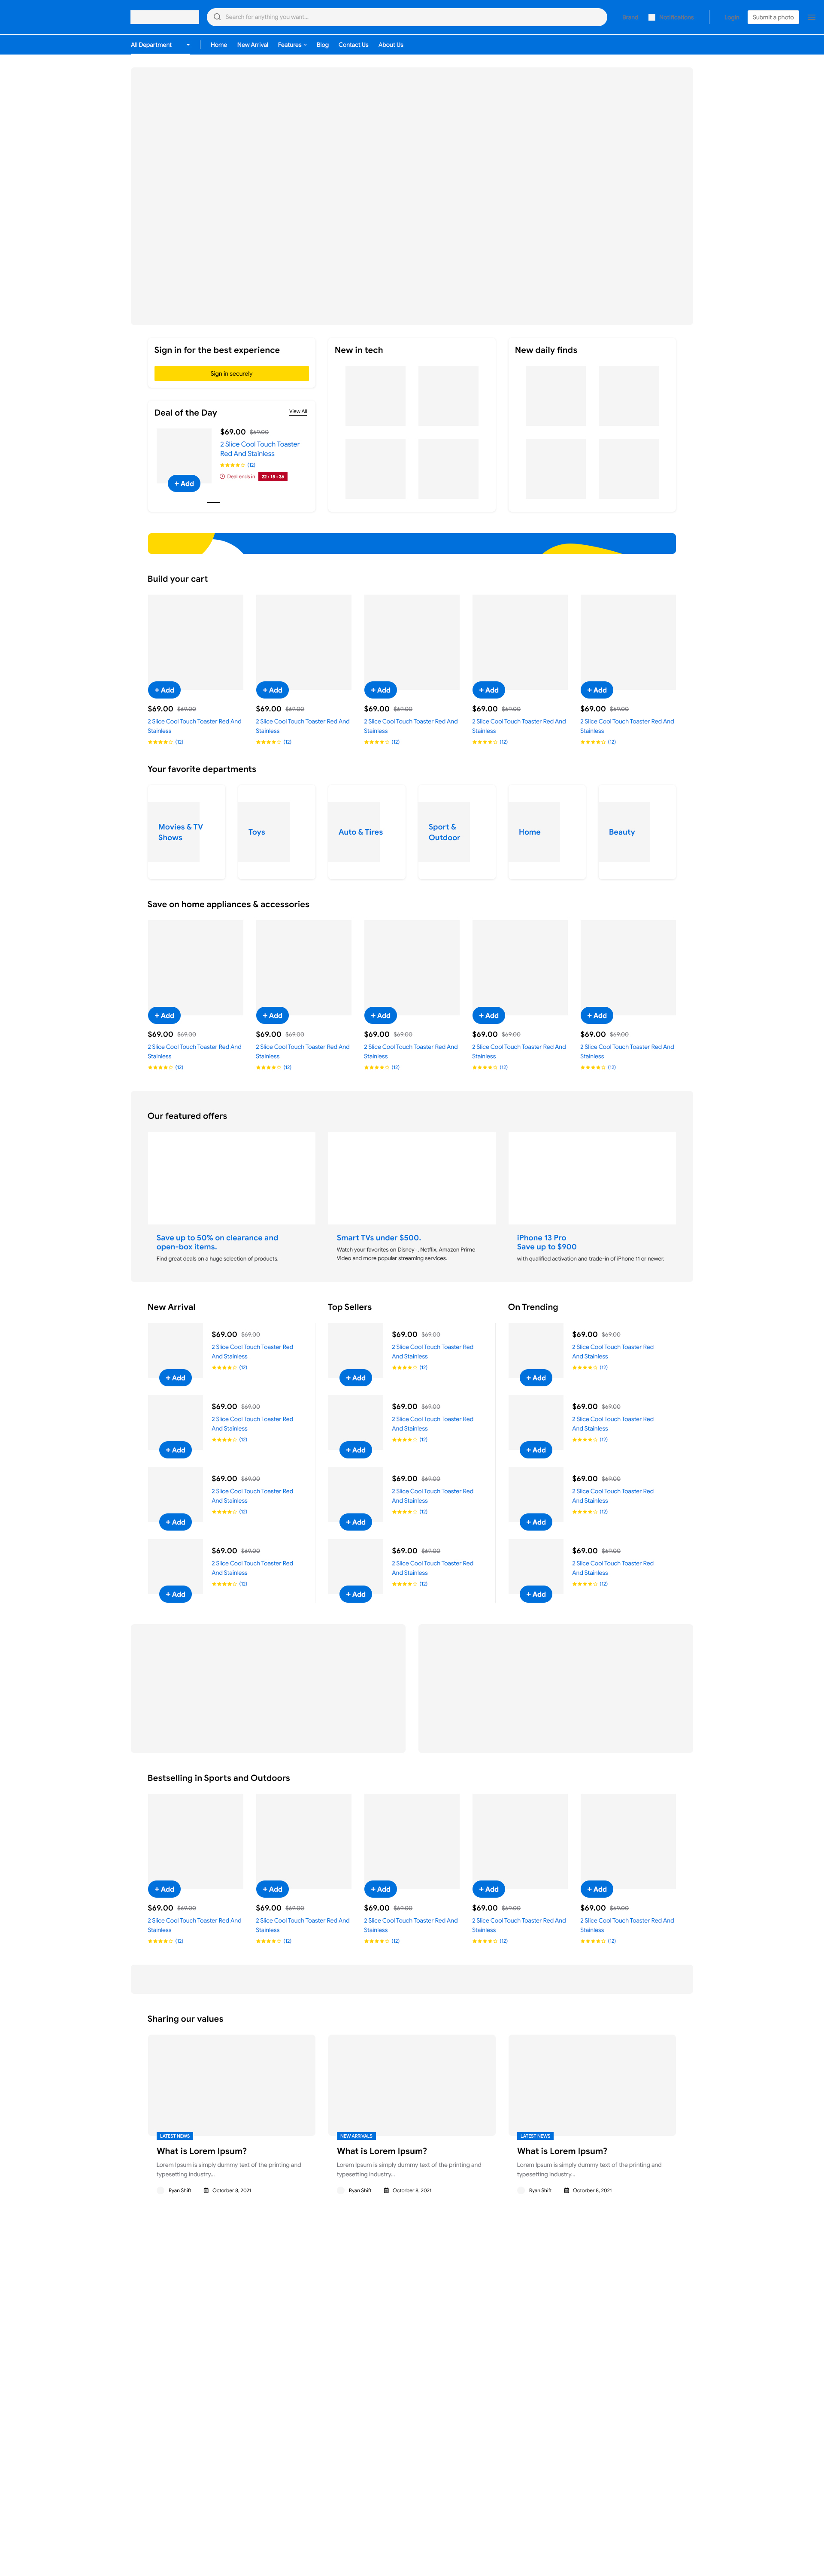 Search for anything you want...
Brand
Notifications
Login
Submit a photo
All Department
Home
New Arrival
Features
Blog
Contact Us
About Us
Sign in for the best experience
Sign in securely
Deal of the Day
View All
$69.00 $69.00
2 Slice Cool Touch Toaster
Red And Stainless
(12)
Deal ends in
+ Add
New in tech
New daily finds
Build your cart
+ Add
+ Add
+ Add
+ Add
+ Add
$69.00 $69.00
$69.00 $69.00
$69.00 $69.00
$69.00 $69.00
$69.00 $69.00
2 Slice Cool Touch Toaster Red And
Stainless
2 Slice Cool Touch Toaster Red And
Stainless
2 Slice Cool Touch Toaster Red And
Stainless
2 Slice Cool Touch Toaster Red And
Stainless
2 Slice Cool Touch Toaster Red And
Stainless
(12)
(12)
(12)
(12)
(12)
Your favorite departments
Movies & TV
Shows
Toys
Auto & Tires
Sport &
Outdoor
Home
Beauty
Save on home appliances & accessories
+ Add
+ Add
+ Add
+ Add
+ Add
$69.00 $69.00
$69.00 $69.00
$69.00 $69.00
$69.00 $69.00
$69.00 $69.00
2 Slice Cool Touch Toaster Red And
Stainless
2 Slice Cool Touch Toaster Red And
Stainless
2 Slice Cool Touch Toaster Red And
Stainless
2 Slice Cool Touch Toaster Red And
Stainless
2 Slice Cool Touch Toaster Red And
Stainless
(12)
(12)
(12)
(12)
(12)
Our featured offers
Save up to 50% on clearance and
open-box items.
Find great deals on a huge selection of products.
Smart TVs under $500.
Watch your favorites on Disney+, Netflix, Amazon Prime
Video and more popular streaming services.
iPhone 13 Pro
Save up to $900
with qualified activation and trade-in of iPhone 11 or newer.
New Arrival
$69.00 $69.00
2 Slice Cool Touch Toaster Red
And Stainless
(12)
+ Add
$69.00 $69.00
2 Slice Cool Touch Toaster Red
And Stainless
(12)
+ Add
$69.00 $69.00
2 Slice Cool Touch Toaster Red
And Stainless
(12)
+ Add
$69.00 $69.00
2 Slice Cool Touch Toaster Red
And Stainless
(12)
+ Add
Top Sellers
$69.00 $69.00
2 Slice Cool Touch Toaster Red
And Stainless
(12)
+ Add
$69.00 $69.00
2 Slice Cool Touch Toaster Red
And Stainless
(12)
+ Add
$69.00 $69.00
2 Slice Cool Touch Toaster Red
And Stainless
(12)
+ Add
$69.00 $69.00
2 Slice Cool Touch Toaster Red
And Stainless
(12)
+ Add
On Trending
$69.00 $69.00
2 Slice Cool Touch Toaster Red
And Stainless
(12)
+ Add
$69.00 $69.00
2 Slice Cool Touch Toaster Red
And Stainless
(12)
+ Add
$69.00 $69.00
2 Slice Cool Touch Toaster Red
And Stainless
(12)
+ Add
$69.00 $69.00
2 Slice Cool Touch Toaster Red
And Stainless
(12)
+ Add
Bestselling in Sports and Outdoors
+ Add
+ Add
+ Add
+ Add
+ Add
$69.00 $69.00
$69.00 $69.00
$69.00 $69.00
$69.00 $69.00
$69.00 $69.00
2 Slice Cool Touch Toaster Red And
Stainless
2 Slice Cool Touch Toaster Red And
Stainless
2 Slice Cool Touch Toaster Red And
Stainless
2 Slice Cool Touch Toaster Red And
Stainless
2 Slice Cool Touch Toaster Red And
Stainless
(12)
(12)
(12)
(12)
(12)
Sharing our values
LATEST NEWS
What is Lorem Ipsum?
Lorem Ipsum is simply dummy text of the printing and
typesetting industry...
Ryan Shift
Octorber 8, 2021
NEW ARRIVALS
What is Lorem Ipsum?
Lorem Ipsum is simply dummy text of the printing and
typesetting industry...
Ryan Shift
Octorber 8, 2021
LATEST NEWS
What is Lorem Ipsum?
Lorem Ipsum is simply dummy text of the printing and
typesetting industry...
Ryan Shift
Octorber 8, 2021